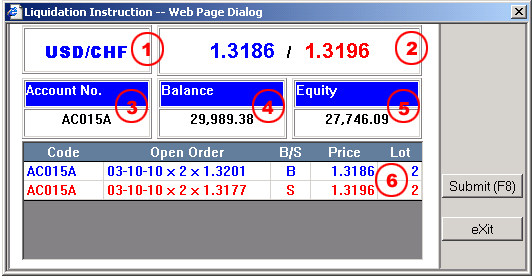 Liquidation Instruction -- Web Page Dialog
USD/CHF 1 1.3186 / 1.3196 2
Account No. Balance Equity
3 4 5
AC015A 29,989.38 27,746.09
Code Open Order B/S Price Lot
AC015A 03-10-10 x 2 x 1.3201 B 1.3186 2
AC015A 03-10-10 x 2 x 1.3177 S 1.3196 2
6
Submit (F8)
eXit